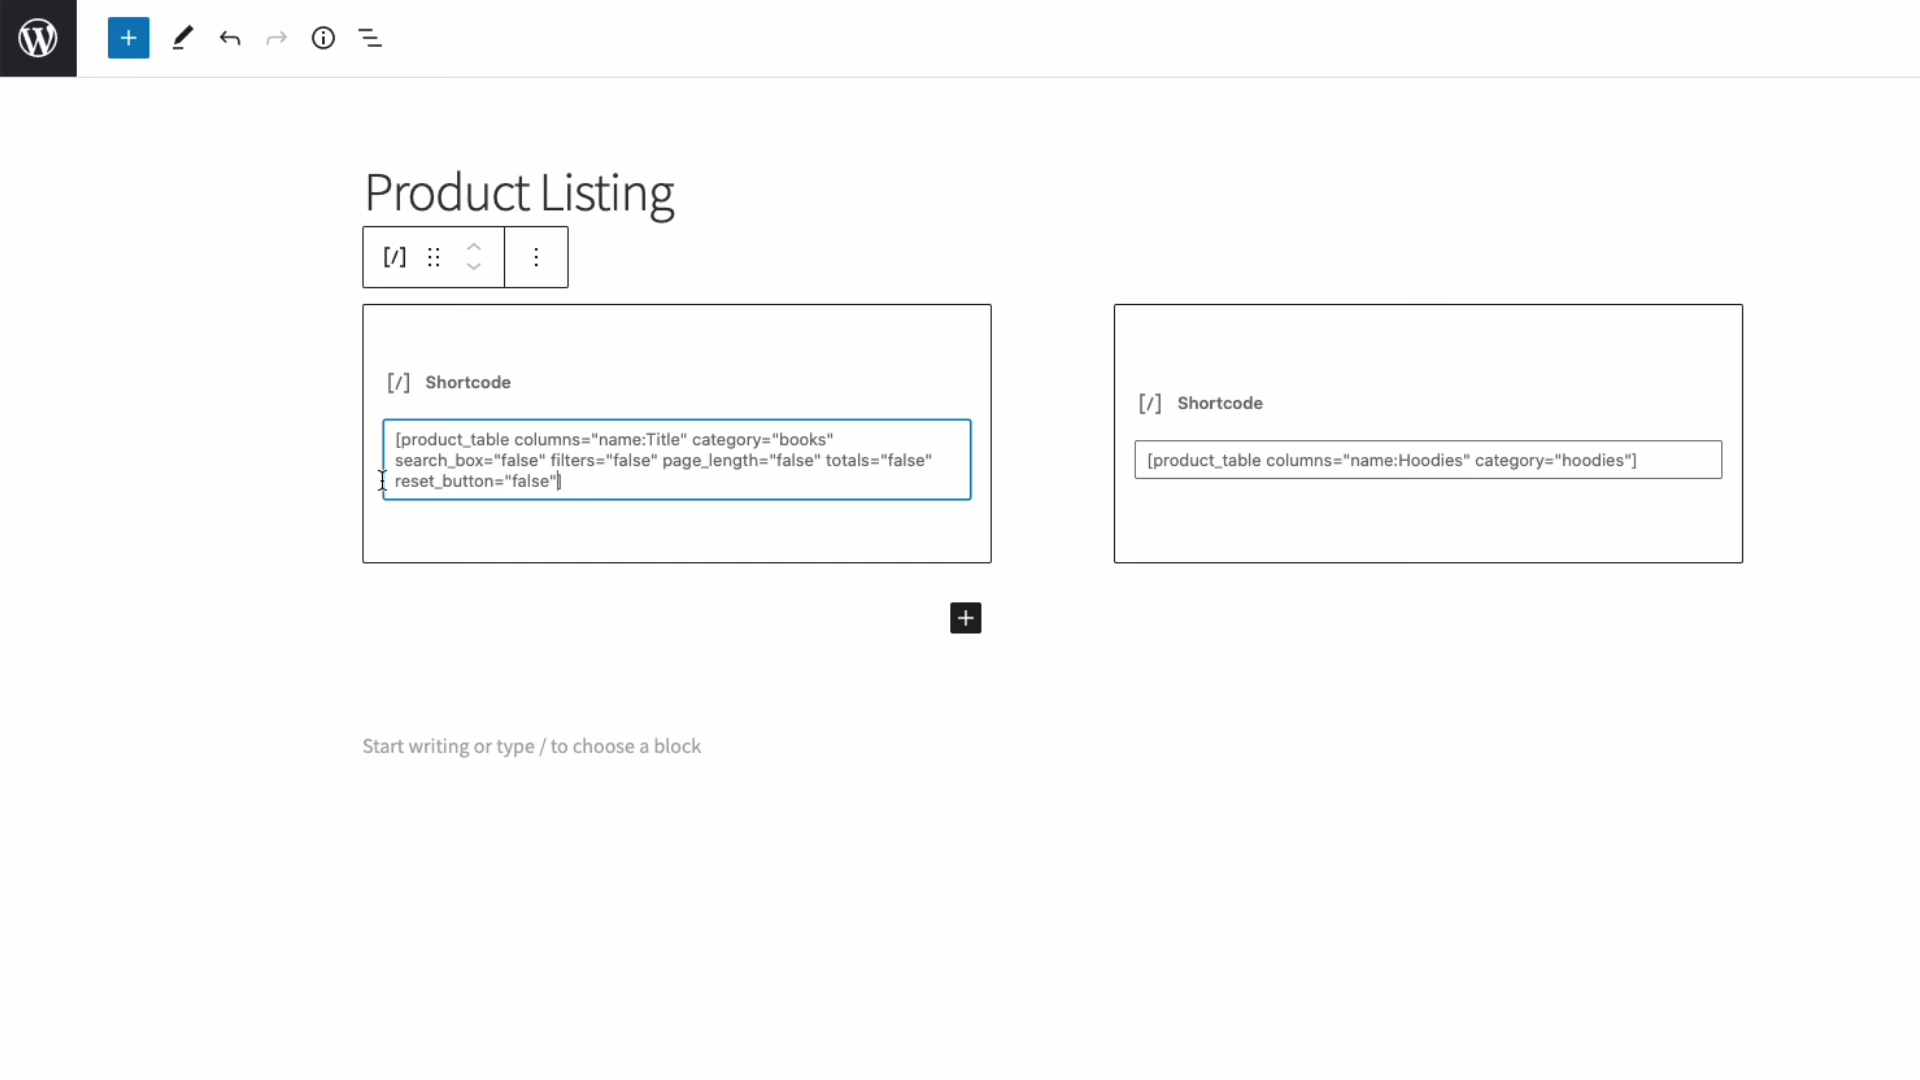 Product Listing
[/] Shortcode
[product_table columns="name:Title" category="books"
search_box="false" filters="false" page_length="false" totals="false"
reset_button="false"]
[/] Shortcode
[product_table columns="name:Hoodies" category="hoodies"]
Start writing or type / to choose a block